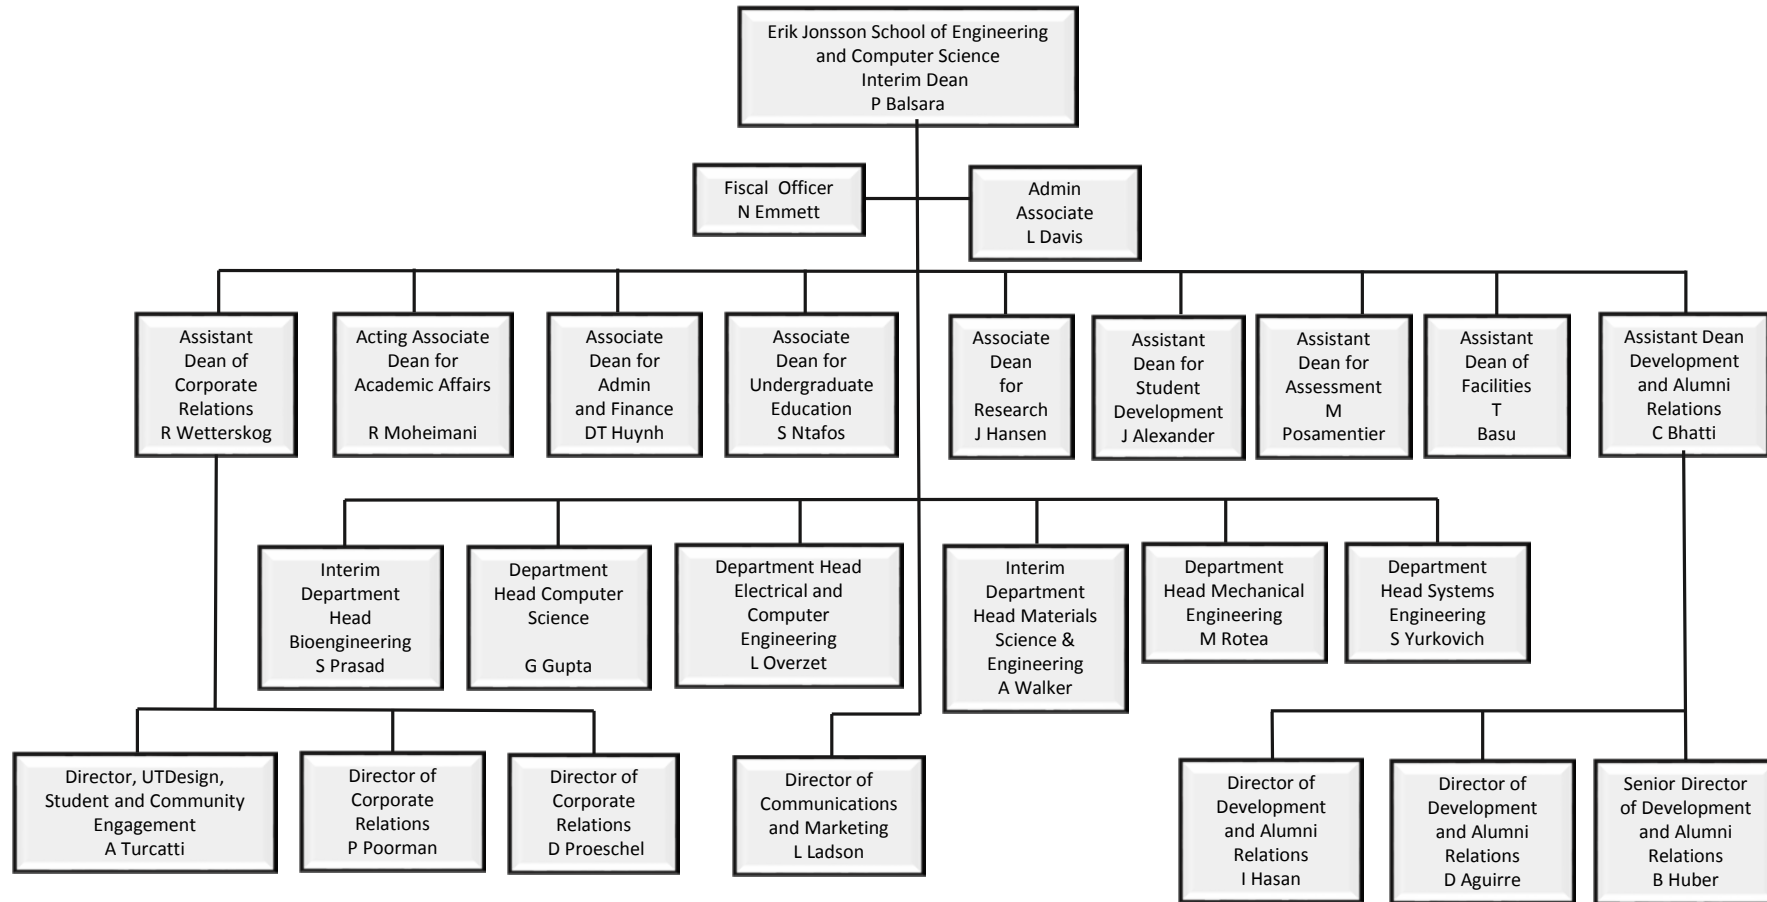 Erik Jonsson School of Engineering
and Computer Science
Interim Dean
P Balsara
Fiscal Officer
N Emmett
Admin
Associate
L Davis
Assistant
Dean of
Corporate
Relations
R Wetterskog
Acting Associate
Dean for
Academic Affairs
R Moheimani
Associate
Dean for
Admin
and Finance
DT Huynh
Associate
Dean for
Undergraduate
Education
S Ntafos
Associate
Dean
for
Research
J Hansen
Assistant
Dean for
Student
Development
J Alexander
Assistant
Dean for
Assessment
M
Posamentier
Assistant
Dean of
Facilities
T
Basu
Assistant Dean
Development
and Alumni
Relations
C Bhatti
Interim
Department
Head
Bioengineering
S Prasad
Department
Head Computer
Science
G Gupta
Department Head
Electrical and
Computer
Engineering
L Overzet
Interim
Department
Head Materials
Science &
Engineering
A Walker
Department
Head Mechanical
Engineering
M Rotea
Department
Head Systems
Engineering
S Yurkovich
Director, UTDesign,
Student and Community
Engagement
A Turcatti
Director of
Corporate
Relations
P Poorman
Director of
Corporate
Relations
D Proeschel
Director of
Communications
and Marketing
L Ladson
Director of
Development
and Alumni
Relations
I Hasan
Director of
Development
and Alumni
Relations
D Aguirre
Senior Director
of Development
and Alumni
Relations
B Huber